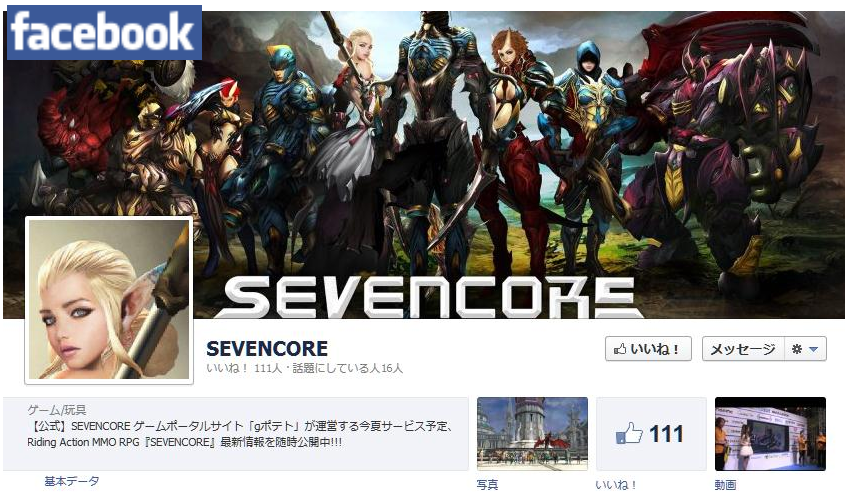 facebook
SEVENCORE
SEVENCORE
いいね！ 111人・話題にしている人16人
いいね！
メッセージ
ゲーム/玩具
【公式】SEVENCORE ゲームポータルサイト「gポテト」が運営する今夏サービス予定、
Riding Action MMO RPG『SEVENCORE』最新情報を随時公開中!!!
111
基本データ
写真
いいね！
動画